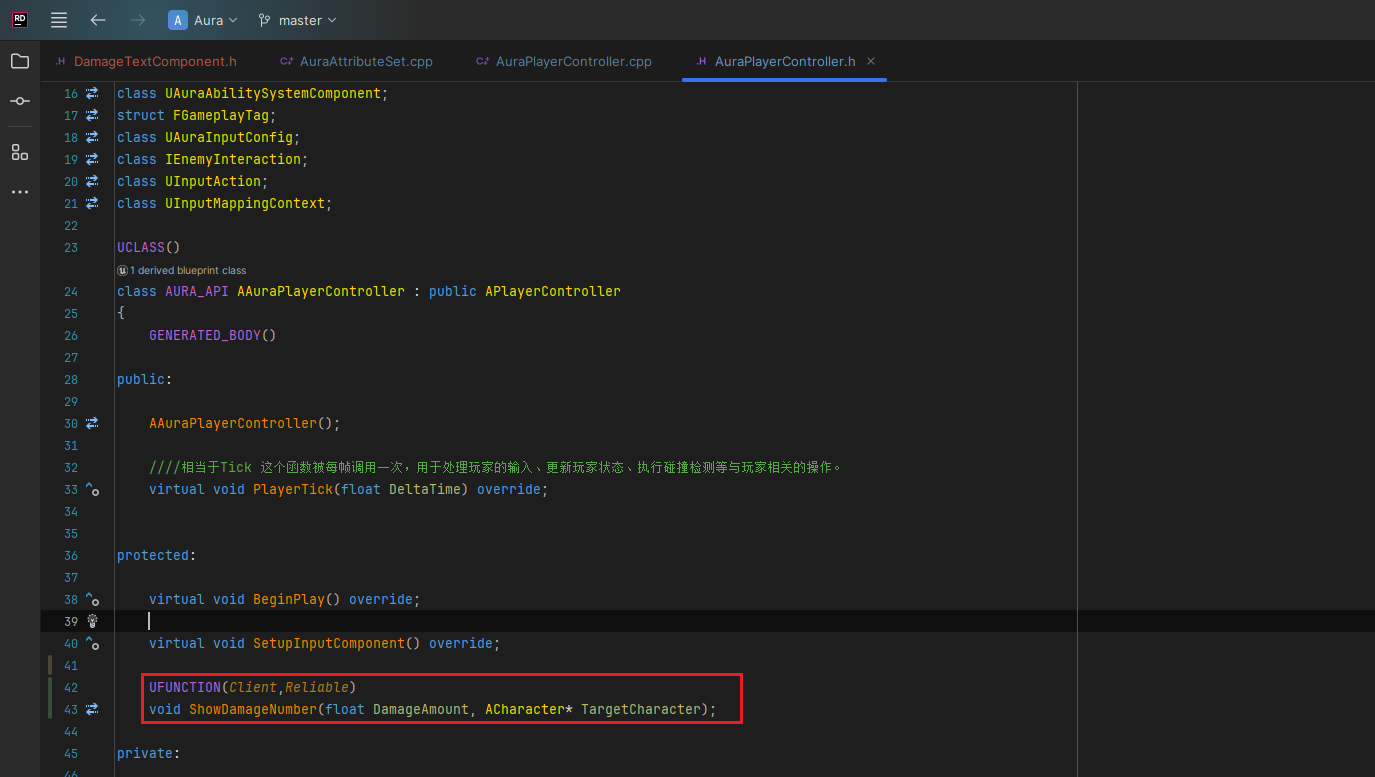 RD
A Aura master
.H DamageTextComponent.h C++ AuraAttributeSet.cpp C++ AuraPlayerController.cpp .H AuraPlayerController.h
16 class UAuraAbilitySystemComponent;
17 struct FGameplayTag;
18 class UAuraInputConfig;
19 class IEnemyInteraction;
20 class UInputAction;
21 class UInputMappingContext;
22
23 UCLASS()
1 derived blueprint class
24 class AURA_API AAuraPlayerController : public APlayerController
25 {
26 GENERATED_BODY()
27
28 public:
29
30 AAuraPlayerController();
31
32 ////相当于Tick 这个函数被每帧调用一次，用于处理玩家的输入、更新玩家状态、执行碰撞检测等与玩家相关的操作。
33 virtual void PlayerTick(float DeltaTime) override;
34
35
36 protected:
37
38 virtual void BeginPlay() override;
39
40 virtual void SetupInputComponent() override;
41
42 UFUNCTION(Client,Reliable)
43 void ShowDamageNumber(float DamageAmount, ACharacter* TargetCharacter);
44
45 private:
46